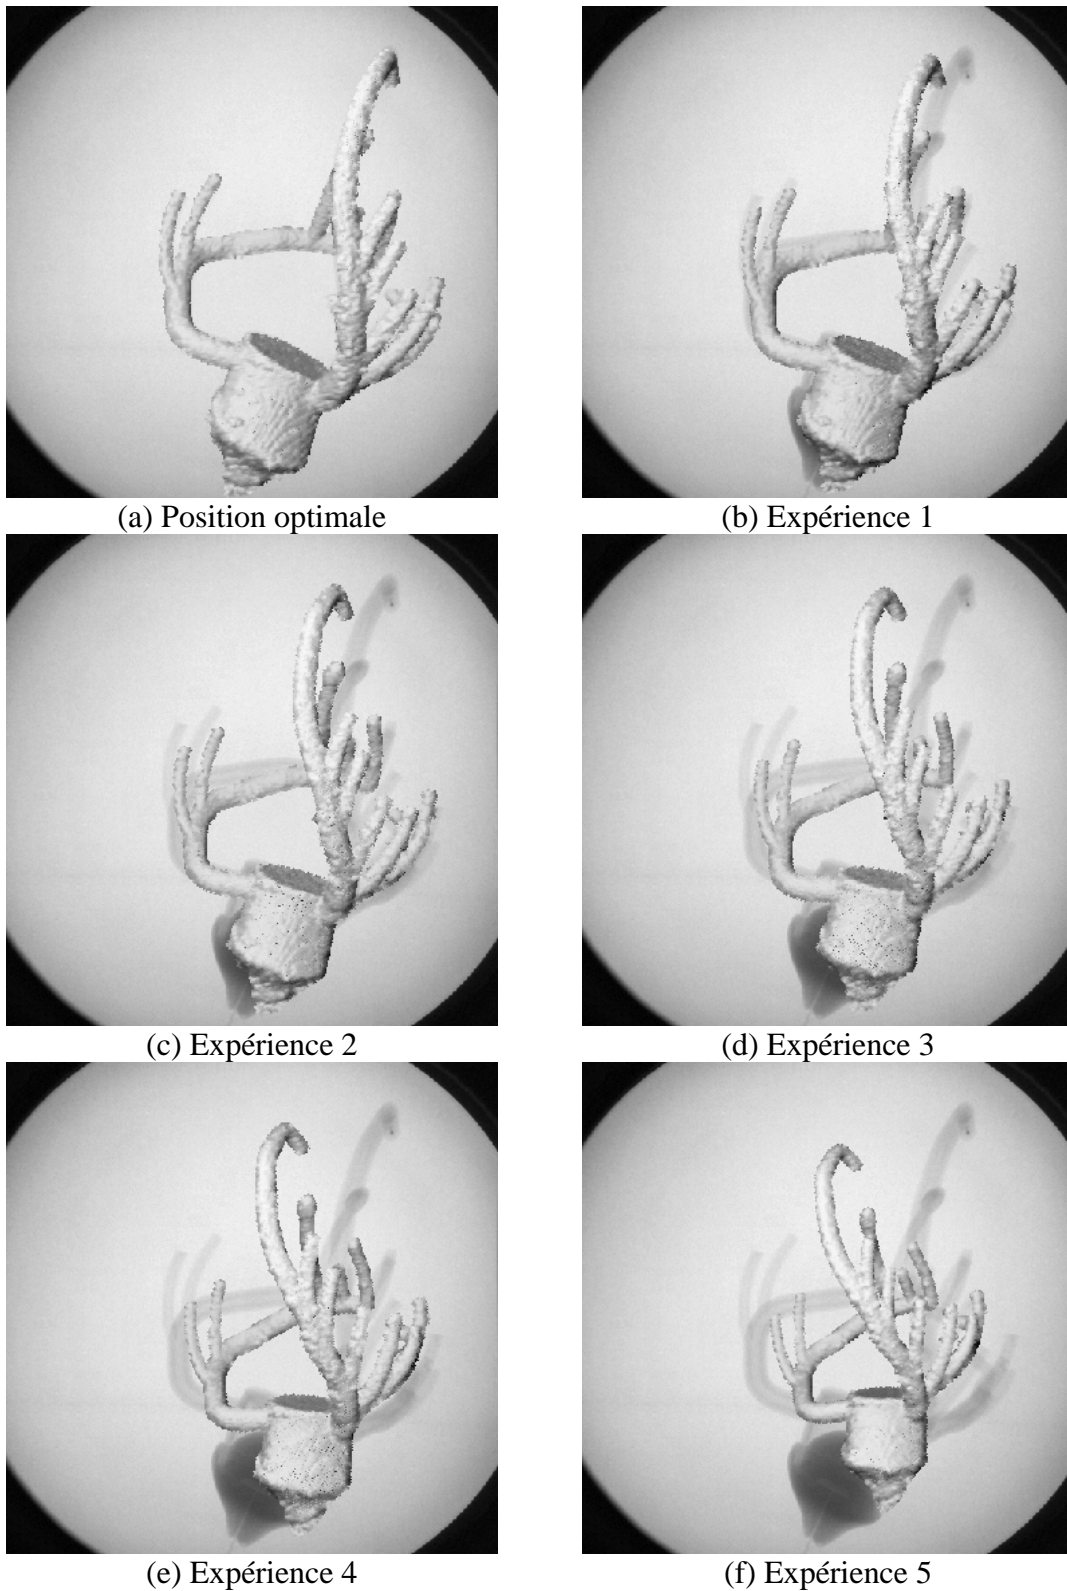 (a) Position optimale
(b) Expérience 1
(c) Expérience 2
(d) Expérience 3
(e) Expérience 4
(f) Expérience 5